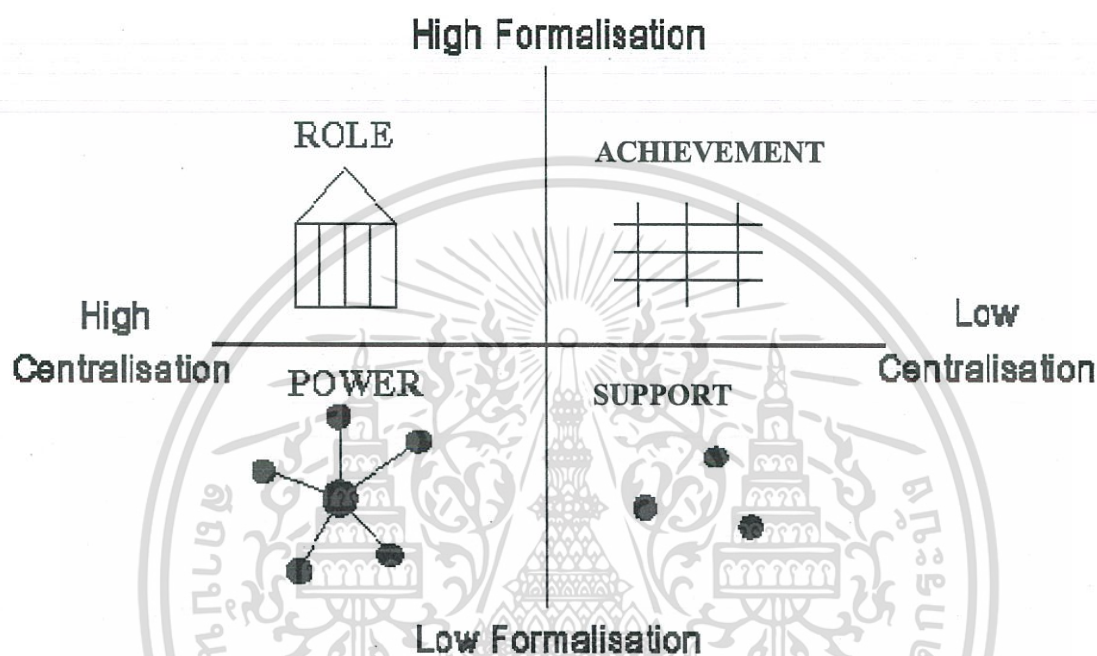 High Formalisation
ROLE
ACHIEVEMENT
High
Centralisation
Low
Centralisation
POWER
SUPPORT
Low Formalisation